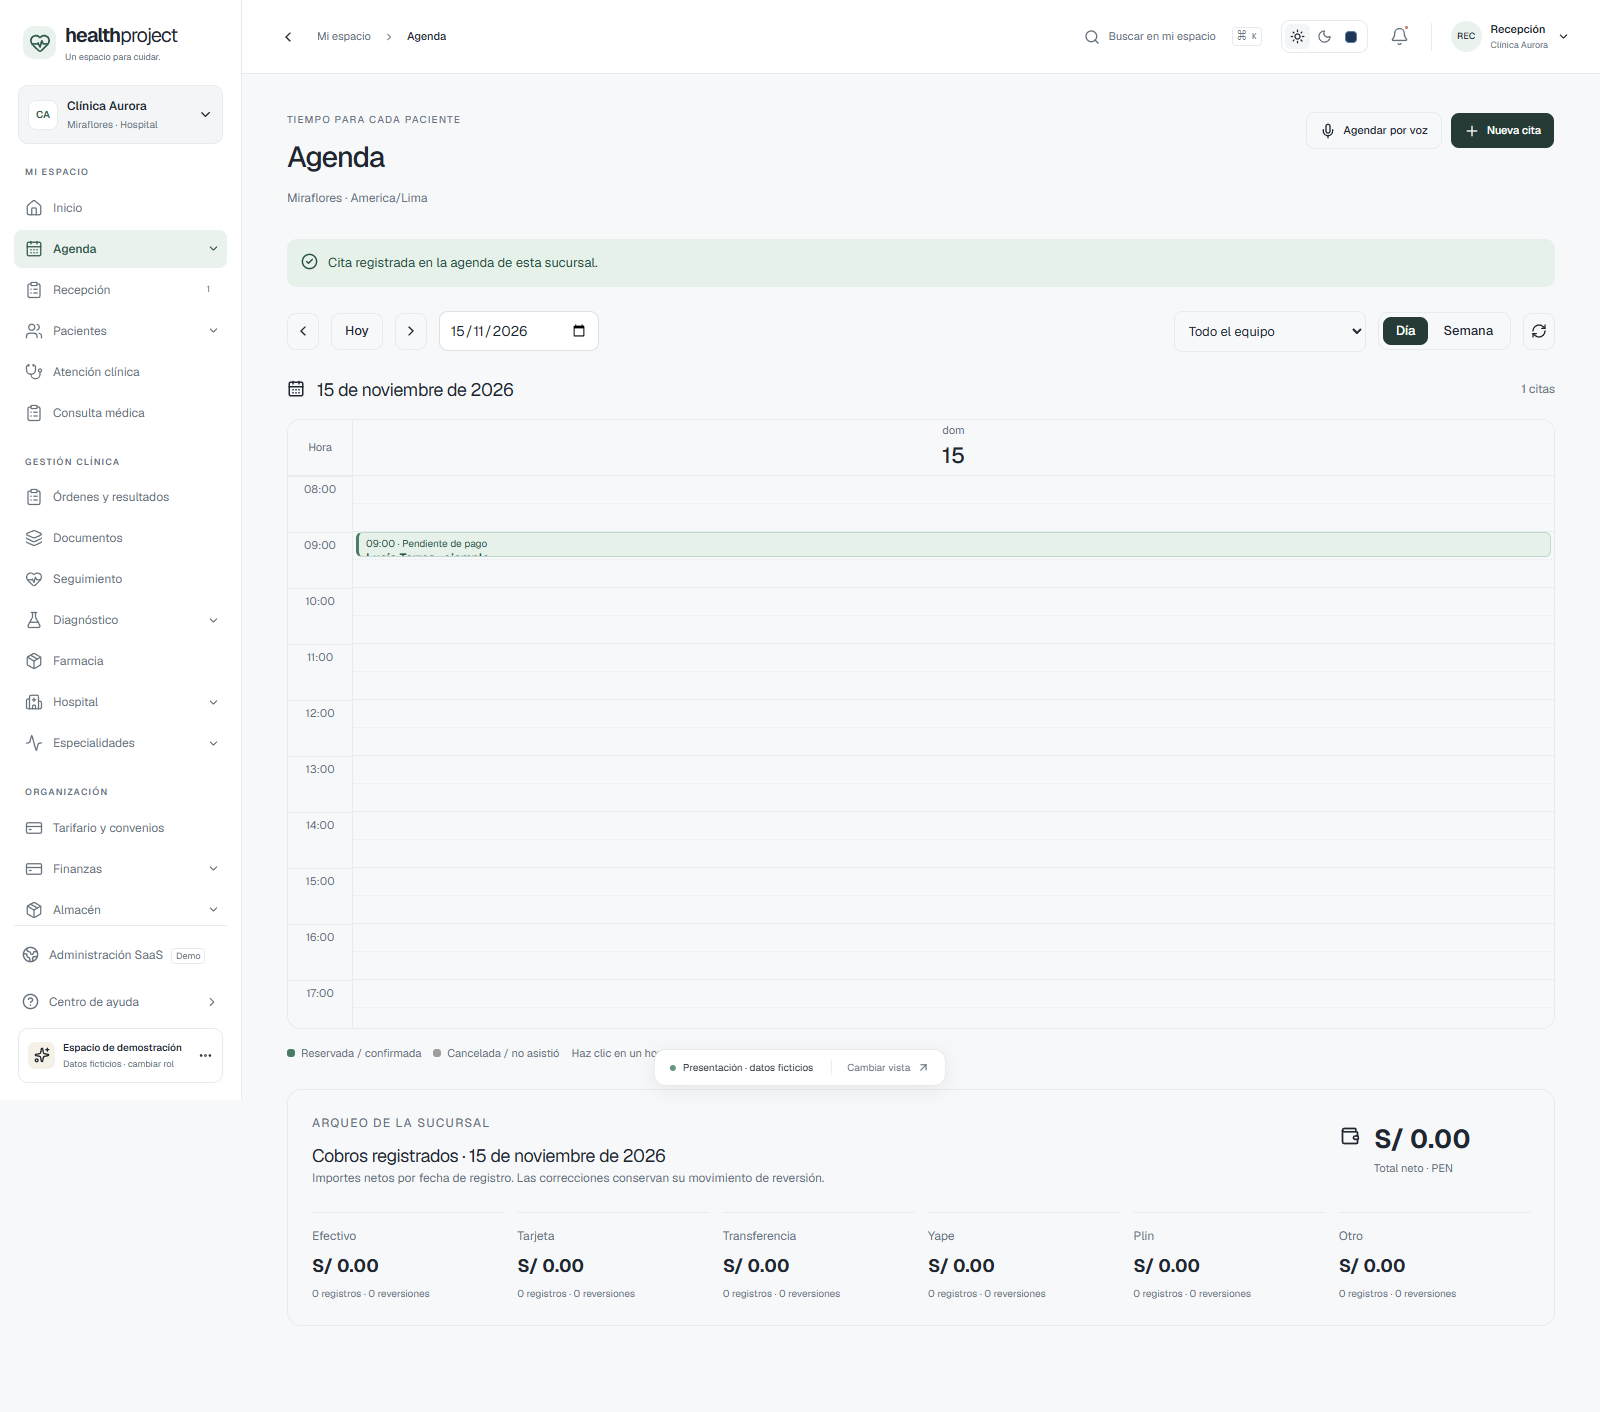 healthproject
Un espacio para cuidar.
CA
Clínica Aurora
Miraflores · Hospital
MI ESPACIO
Inicio
Agenda
Recepción 1
Pacientes
Atención clínica
Consulta médica
GESTIÓN CLÍNICA
Órdenes y resultados
Documentos
Seguimiento
Diagnóstico
Farmacia
Hospital
Especialidades
ORGANIZACIÓN
Tarifario y convenios
Finanzas
Almacén
Administración SaaS Demo
Centro de ayuda
Espacio de demostración
Datos ficticios · cambiar rol
Mi espacio Agenda
Buscar en mi espacio ⌘ K
REC
Recepción
Clínica Aurora
TIEMPO PARA CADA PACIENTE
Agenda
Miraflores · America/Lima
Agendar por voz
Nueva cita
Cita registrada en la agenda de esta sucursal.
Hoy
15/11/2026
Todo el equipo
Día
Semana
15 de noviembre de 2026
1 citas
Hora
dom
15
08:00
09:00
09:00 · Pendiente de pago
10:00
11:00
12:00
13:00
14:00
15:00
16:00
17:00
Reservada / confirmada Cancelada / no asistió Haz clic en un
Presentación · datos ficticios Cambiar vista
ARQUEO DE LA SUCURSAL
Cobros registrados · 15 de noviembre de 2026
Importes netos por fecha de registro. Las correcciones conservan su movimiento de reversión.
S/ 0.00
Total neto · PEN
Efectivo
S/ 0.00
0 registros · 0 reversiones
Tarjeta
S/ 0.00
0 registros · 0 reversiones
Transferencia
S/ 0.00
0 registros · 0 reversiones
Yape
S/ 0.00
0 registros · 0 reversiones
Plin
S/ 0.00
0 registros · 0 reversiones
Otro
S/ 0.00
0 registros · 0 reversiones